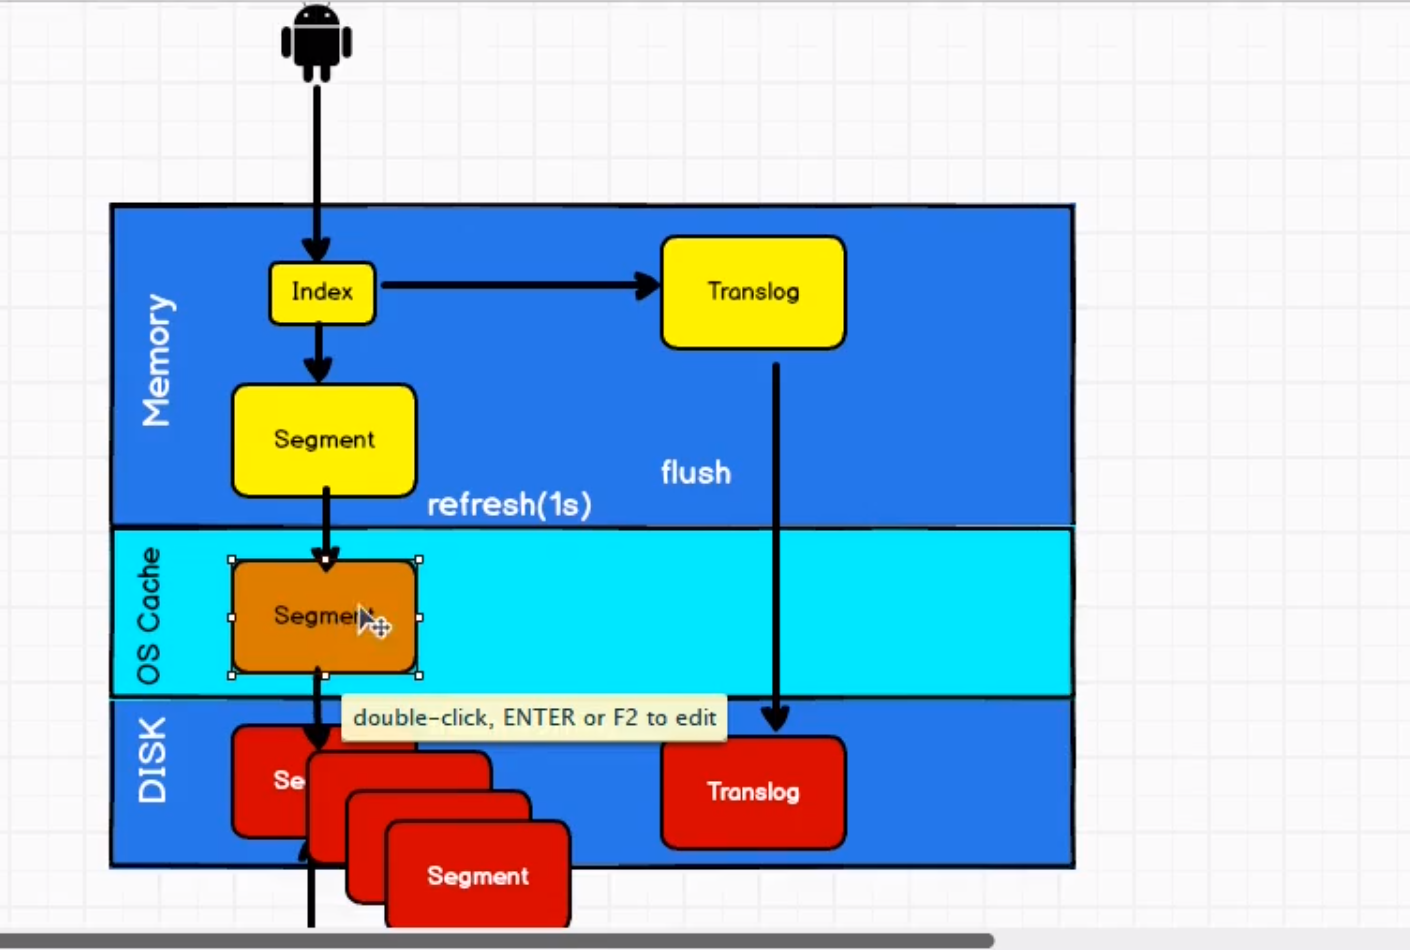 Memory
Index
Translog
Segment
flush
refresh(1s)
OS Cache
Segment
double-click, ENTER or F2 to edit
DISK
Se
Translog
Segment